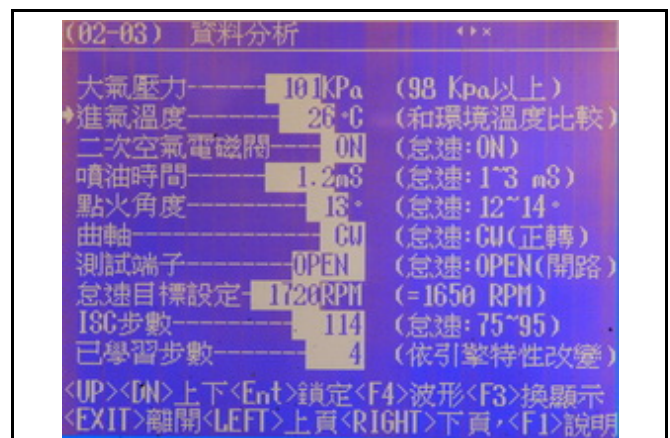 (02-03) 資料分析
大氣壓力------- 101KPa (98 Kpa以上)
進氣溫度------- 26 ·C (和環境溫度比較)
二次空氣電磁閥--- ON (怠速:ON)
噴油時間------- 1.2mS (怠速:1~3 mS)
點火角度--------- 13° (怠速:12~14°
曲軸------------ CW (怠速:CW(正轉)
測試端子------OPEN (怠速:OPEN(開路)
怠速目標設定- 1720RPM (=1650 RPM)
ISC步數-------- 114 (怠速:75~95)
已學習步數------- 4 (依引擎特性改變)
<UP><DN>上下<Ent>鎖定<F4>波形<F3>換顯示
<EXIT>離開<LEFT>上頁<RIGHT>下頁,<F1>說明